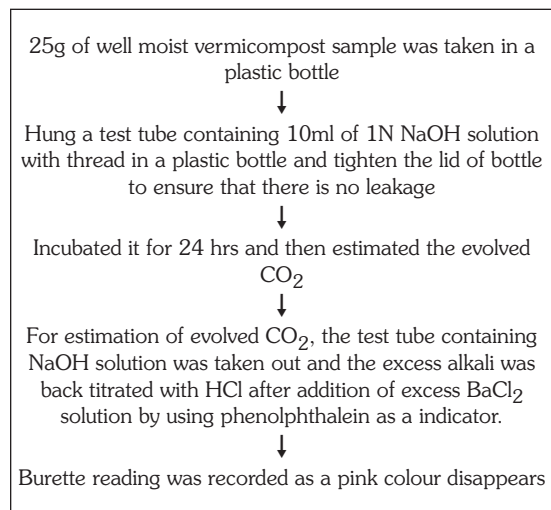 25g of well moist vermicompost sample was taken in a
plastic bottle
↓
Hung a test tube containing 10ml of 1N NaOH solution
with thread in a plastic bottle and tighten the lid of bottle
to ensure that there is no leakage
↓
Incubated it for 24 hrs and then estimated the evolved
CO₂
↓
For estimation of evolved CO₂, the test tube containing
NaOH solution was taken out and the excess alkali was
back titrated with HCl after addition of excess BaCl₂
solution by using phenolphthalein as a indicator.
↓
Burette reading was recorded as a pink colour disappears